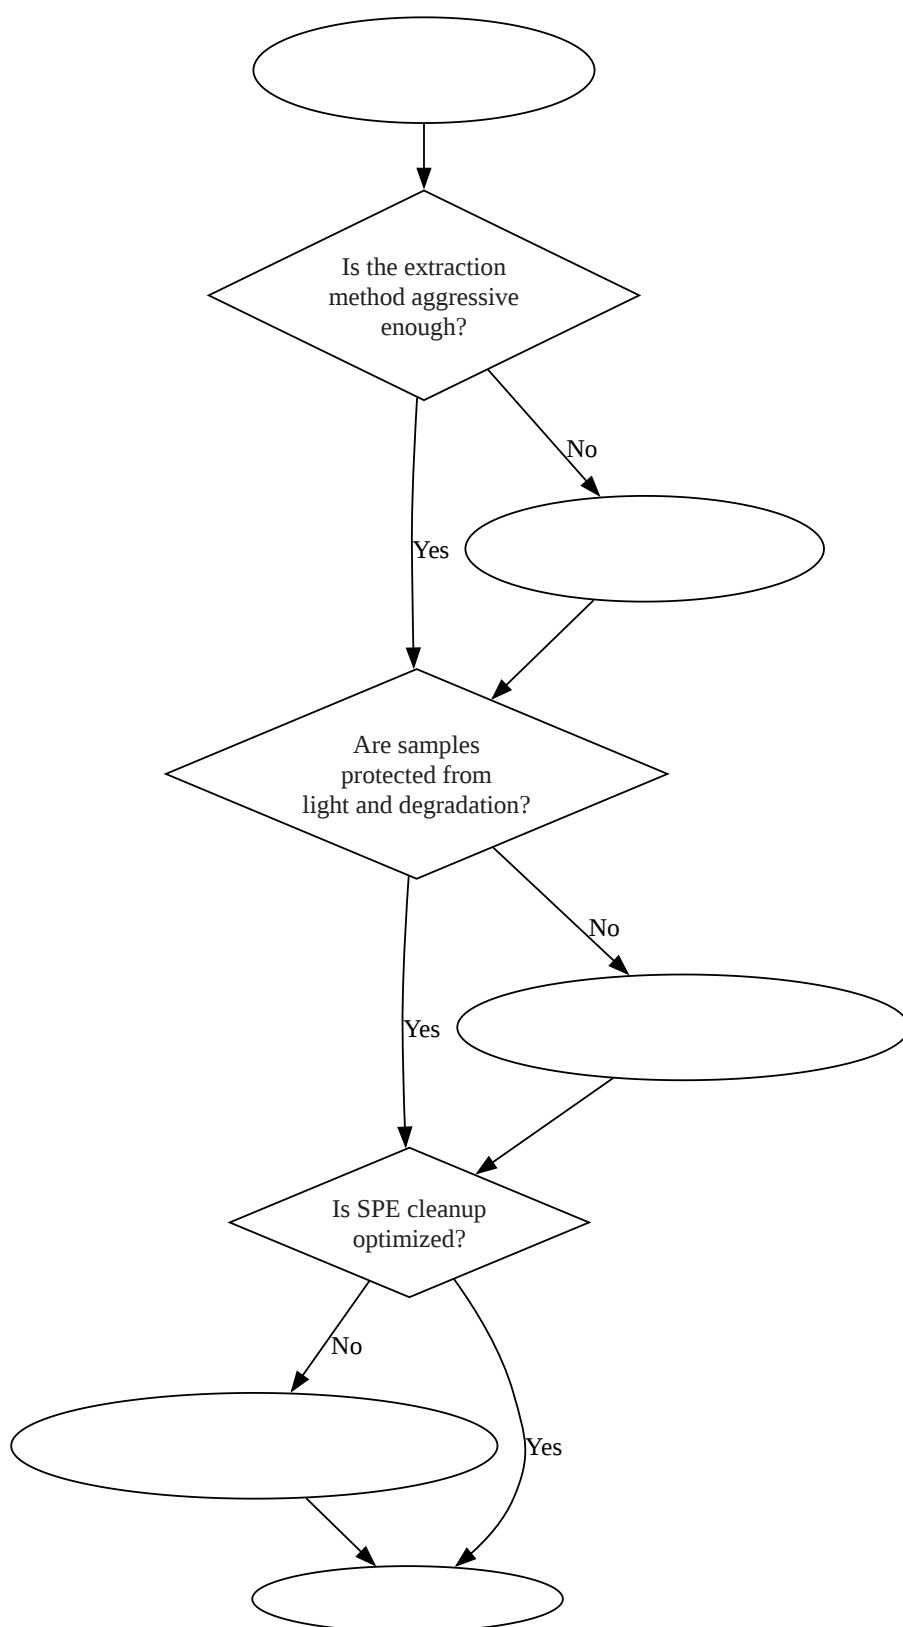 Is the extraction
method aggressive
enough?
No
Yes
Are samples
protected from
light and degradation?
No
Yes
Is SPE cleanup
optimized?
No
Yes